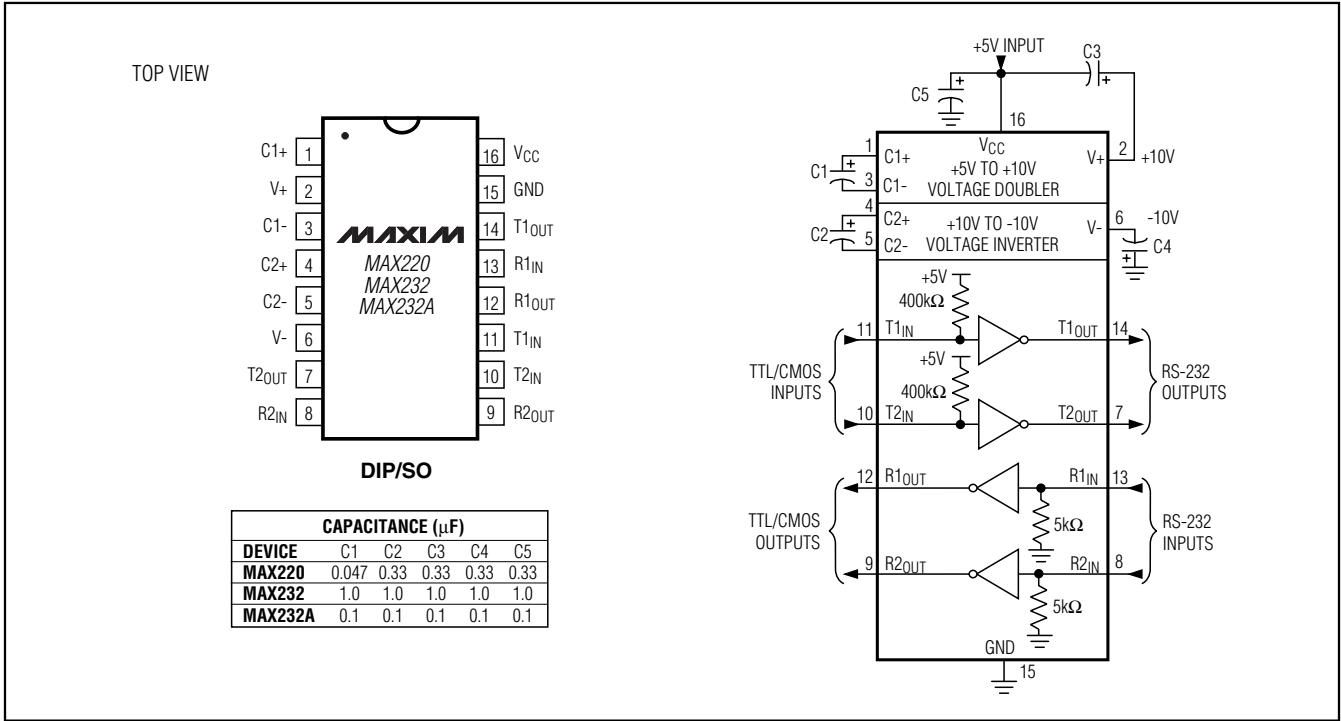 TOP VIEW
C1+ 1
V+ 2
C1- 3
C2+ 4
C2- 5
V- 6
T2OUT 7
R2IN 8
16 VCC
15 GND
14 T1OUT
13 R1IN
12 R1OUT
11 T1IN
10 T2IN
9 R2OUT
MAXIM
MAX220
MAX232
MAX232A
DIP/SO
CAPACITANCE (μF)
DEVICE C1 C2 C3 C4 C5
MAX220 0.047 0.33 0.33 0.33 0.33
MAX232 1.0 1.0 1.0 1.0 1.0
MAX232A 0.1 0.1 0.1 0.1 0.1
+5V INPUT
C3
+
C5
+
16
VCC
1
C1+
C1
+
3
C1-
+5V TO +10V
VOLTAGE DOUBLER
V+
2
+10V
4
C2+
C2
+
5
C2-
+10V TO -10V
VOLTAGE INVERTER
V-
6
-10V
+
C4
+5V
400kΩ
11 T1IN
T1OUT 14
+5V
400kΩ
TTL/CMOS
INPUTS
RS-232
OUTPUTS
10 T2IN
T2OUT 7
12 R1OUT
R1IN 13
5kΩ
TTL/CMOS
OUTPUTS
RS-232
INPUTS
9 R2OUT
R2IN 8
5kΩ
GND
15